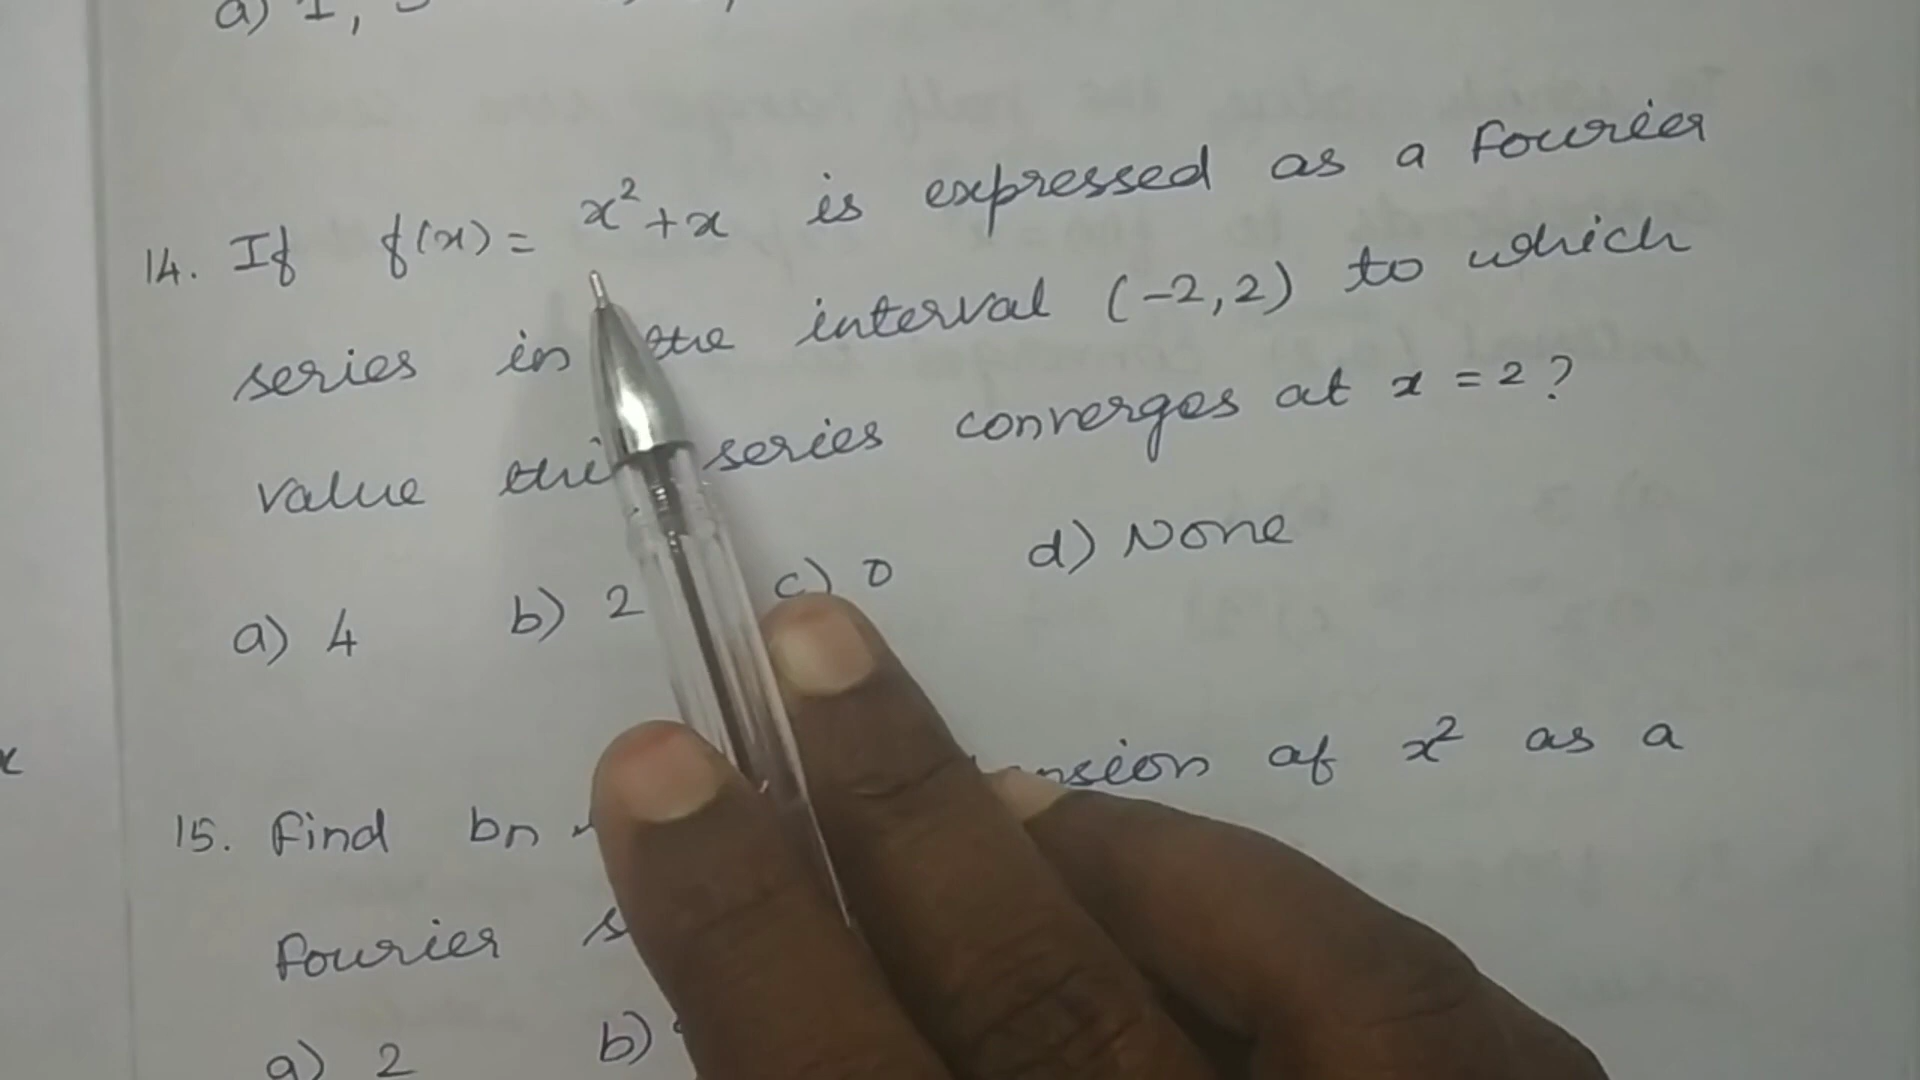 a) 1,
14. If f(x) = x² + x is expressed as a Fourier
series in the interval (-2, 2) to which
value this series converges at x = 2?
a) 4 b) 2 c) 0 d) None
x
15. Find bn of x² as a
Fourier
a) 2 b)